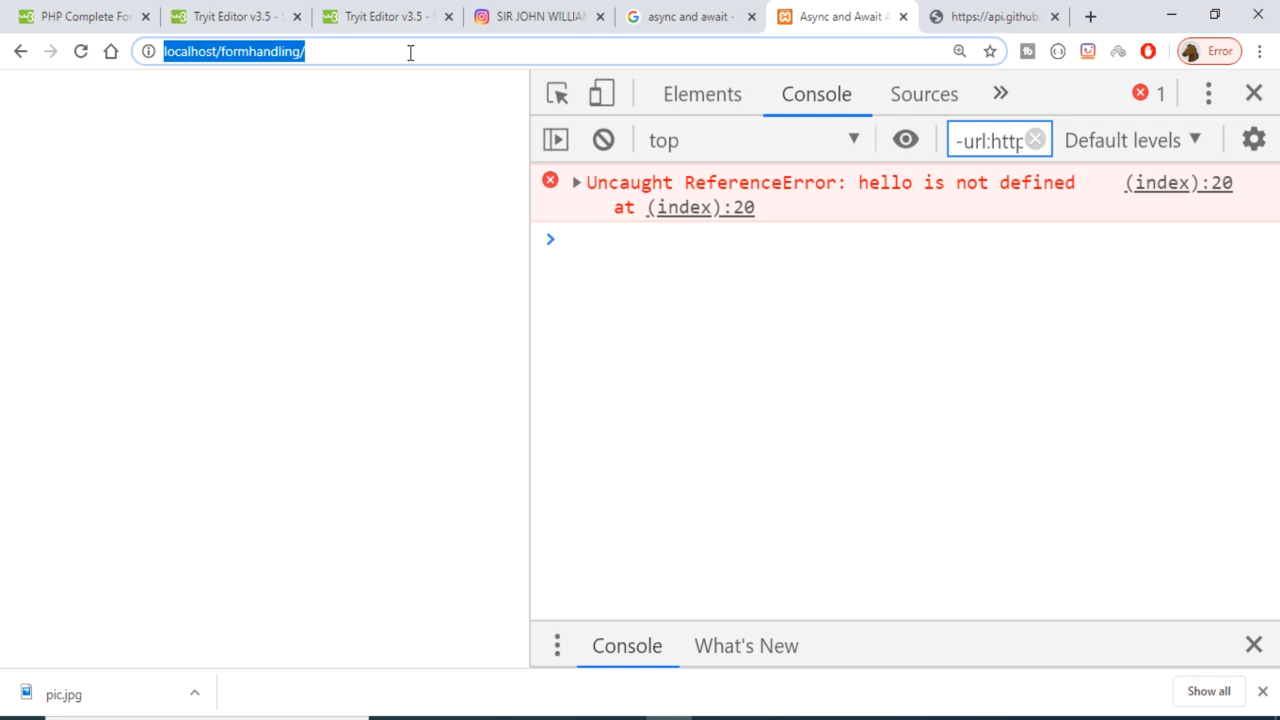 PHP Complete For
Tryit Editor v3.5 - S
Tryit Editor v3.5 - S
SIR JOHN WILLIAM
async and await -
Async and Await A
https://api.github.
localhost/formhandling/
Error
Elements
Console
Sources
1
top
-url:http
Default levels
Uncaught ReferenceError: hello is not defined
(index):20
at (index):20
Console
What's New
pic.jpg
Show all